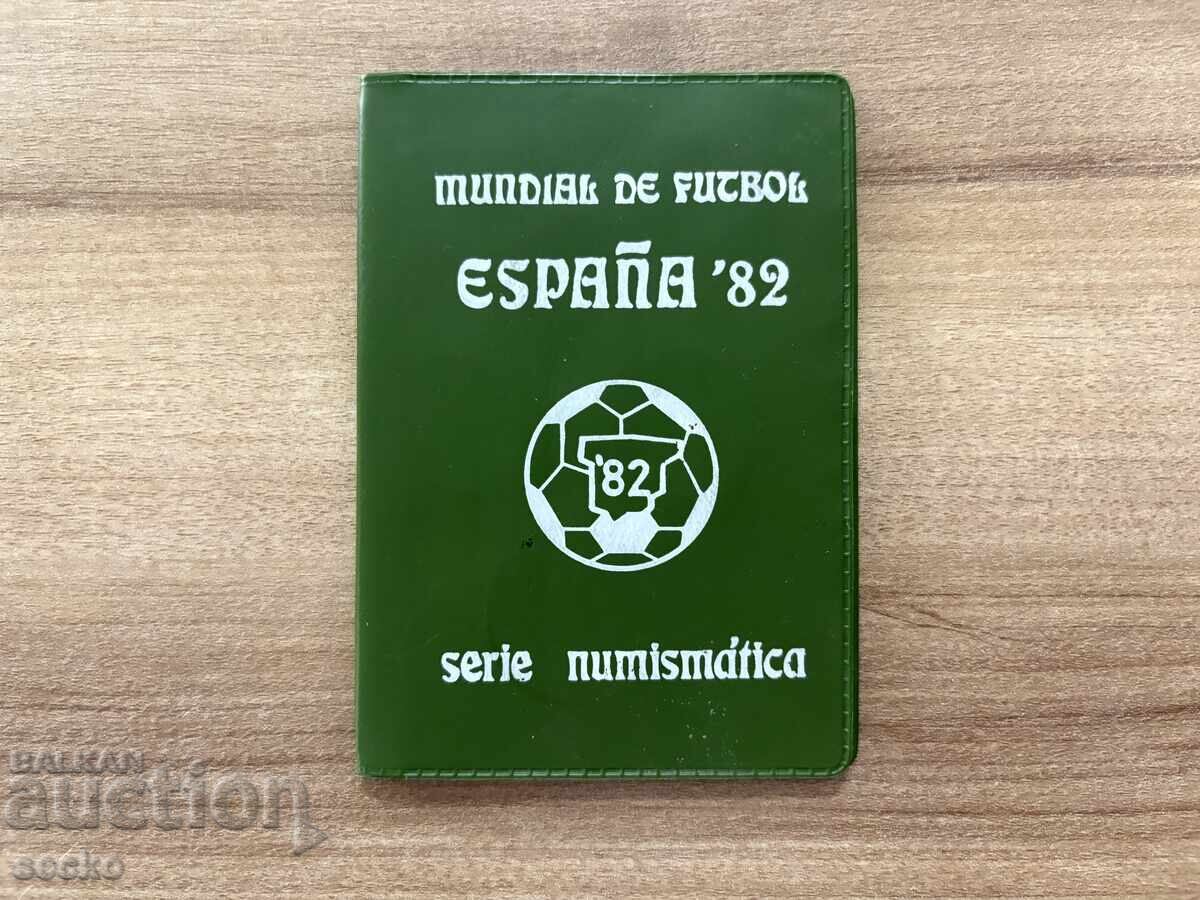 MUNDIAL DE FUTBOL
ESPAÑA '82
'82
serie numismática
BALKAN
auction
secko